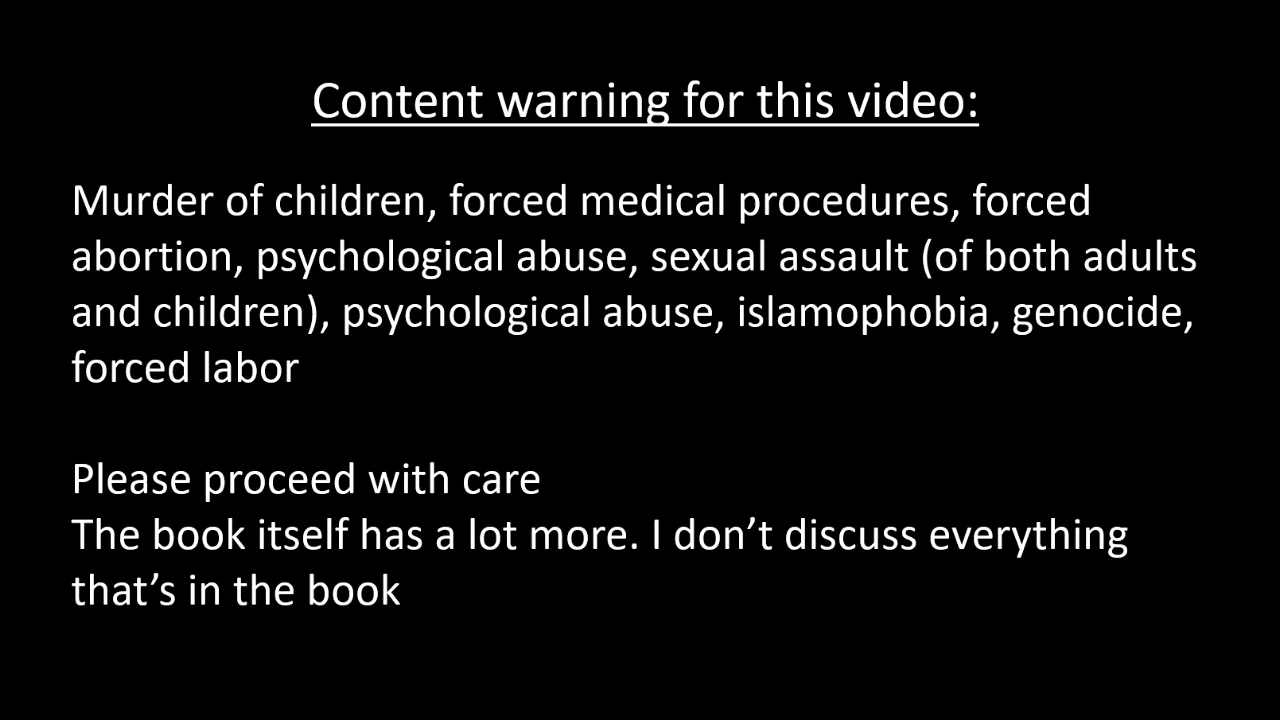 Content warning for this video:
Murder of children, forced medical procedures, forced
abortion, psychological abuse, sexual assault (of both adults
and children), psychological abuse, islamophobia, genocide,
forced labor
Please proceed with care
The book itself has a lot more. I don’t discuss everything
that’s in the book